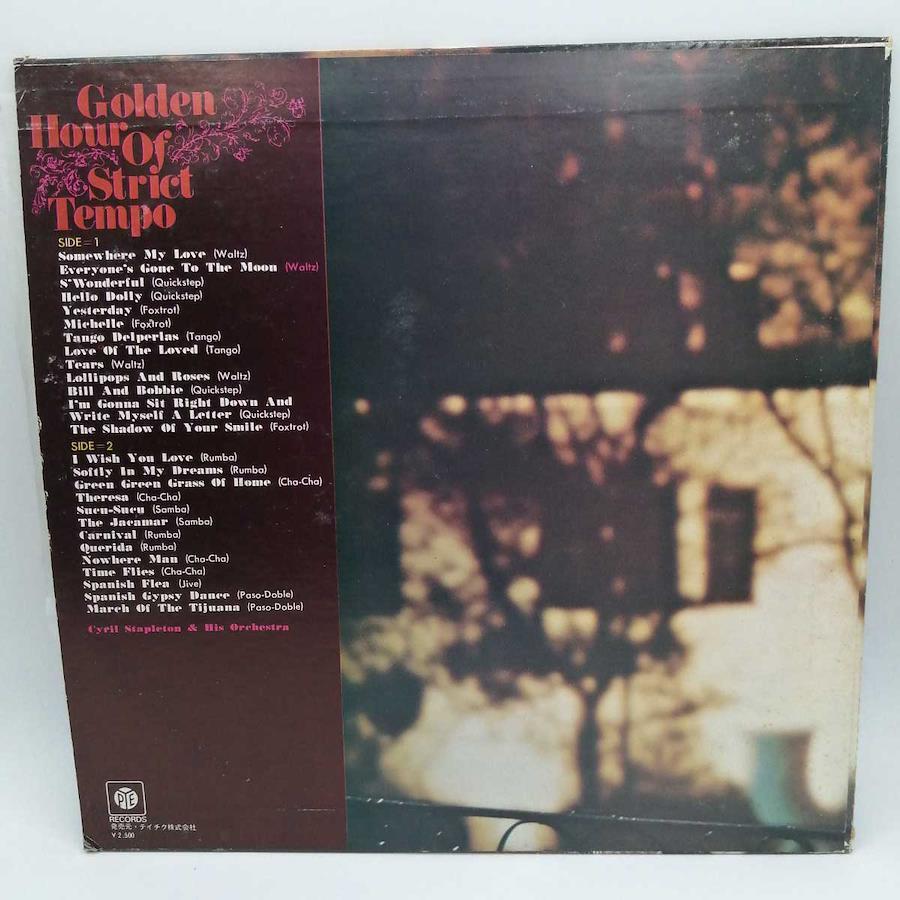 Golden
Hour Of
Strict
Tempo
SIDE=1
Somewhere My Love (Waltz)
Everyone's Gone To The Moon (Waltz)
S'Wonderful (Quickstep)
Hello Dolly (Quickstep)
Yesterday (Foxtrot)
Michelle (Foxtrot)
Tango Delperias (Tango)
Love Of The Loved (Tango)
Tears (Waltz)
Lollipops And Roses (Waltz)
Bill And Bobbie (Quickstep)
I'm Gonna Sit Right Down And
Write Myself A Letter (Quickstep)
The Shadow Of Your Smile (Foxtrot)
SIDE=2
I Wish You Love (Rumba)
Softly In My Dreams (Rumba)
Green Green Grass Of Home (Cha-Cha)
Theresa (Cha-Cha)
Sucu-Sucu (Samba)
The Jacamar (Samba)
Carnival (Rumba)
Querida (Rumba)
Nowhere Man (Cha-Cha)
Time Flies (Cha-Cha)
Spanish Flea (Jive)
Spanish Gypsy Dance (Paso-Doble)
March Of The Tijuana (Paso-Doble)
Cyril Stapleton & His Orchestra
PYE
RECORDS
発売元・テイチク株式会社
¥2,500